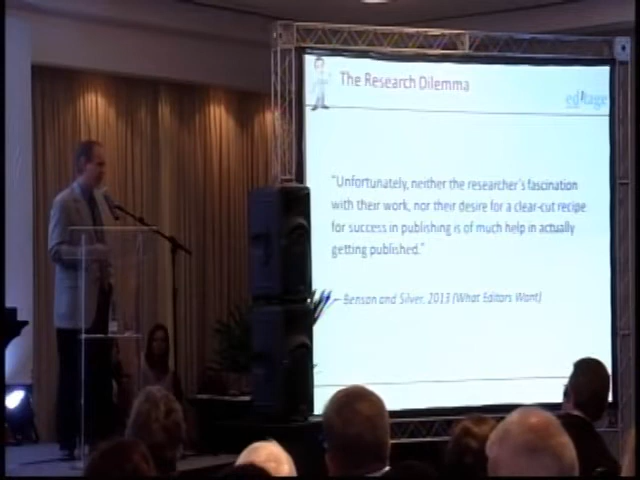 The Research Dilemma
editage
"Unfortunately, neither the researcher's fascination
with their work, nor their desire for a clear-cut recipe
for success in publishing is of much help in actually
getting published."
– Benson and Silver, 2013 (What Editors Want)